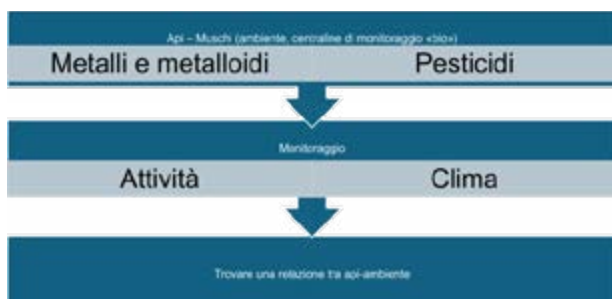 Api – Muschi (ambiente, centraline di monitoraggio «bio»)
Metalli e metalloidi Pesticidi
Monitoraggio
Attività Clima
Trovare una relazione tra api-ambiente